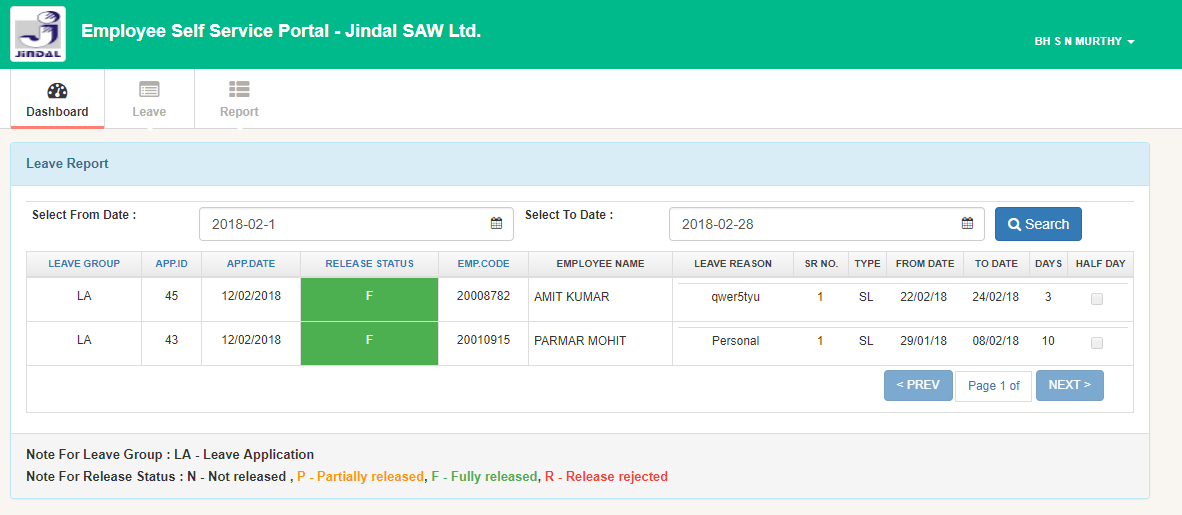 JINDAL
Employee Self Service Portal - Jindal SAW Ltd.
BH S N MURTHY
Dashboard
Leave
Report
Leave Report
Select From Date :
2018-02-1
Select To Date :
2018-02-28
Search
LEAVE GROUP APP.ID APP.DATE RELEASE STATUS EMP.CODE EMPLOYEE NAME LEAVE REASON SR NO. TYPE FROM DATE TO DATE DAYS HALF DAY
LA 45 12/02/2018 F 20008782 AMIT KUMAR qwer5tyu 1 SL 22/02/18 24/02/18 3
LA 43 12/02/2018 F 20010915 PARMAR MOHIT Personal 1 SL 29/01/18 08/02/18 10
< PREV Page 1 of NEXT >
Note For Leave Group : LA - Leave Application
Note For Release Status : N - Not released , P - Partially released, F - Fully released, R - Release rejected